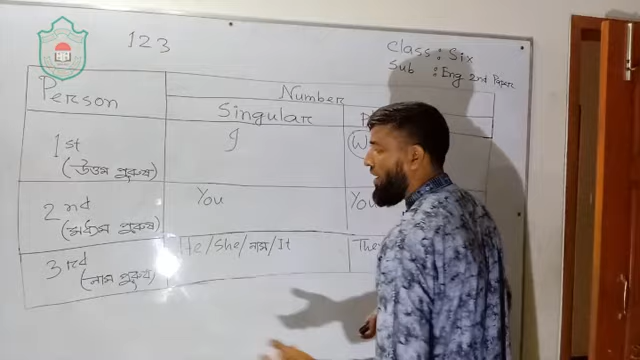 123
Class : Six
Sub : Eng 2nd Paper
Person
Number
Singular
1st
I
(উত্তম পুরুষ)
2nd
You
You
(মধ্যম পুরুষ)
3rd
He/She/নাম/It
(নাম পুরুষ)